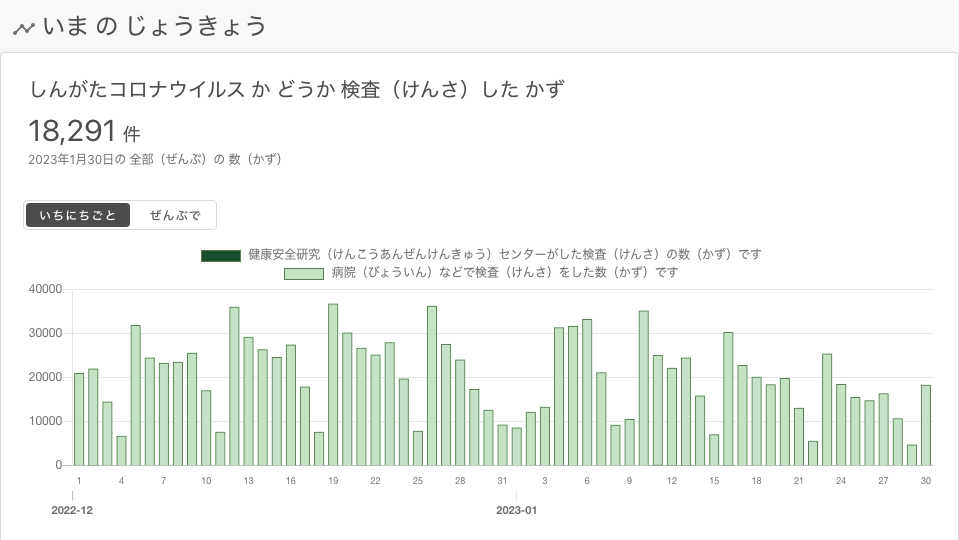 いま の じょうきょう
しんがたコロナウイルス か どうか 検査（けんさ）した かず
18,291 件
2023年1月30日の 全部（ぜんぶ）の 数（かず）
いちにちごと ぜんぶで
健康安全研究（けんこうあんぜんけんきゅう）センターがした検査（けんさ）の数（かず）です
病院（びょういん）などで検査（けんさ）をした数（かず）です
40000
30000
20000
10000
0
1 4 7 10 13 16 19 22 25 28 31 3 6 9 12 15 18 21 24 27 30
2022-12 2023-01